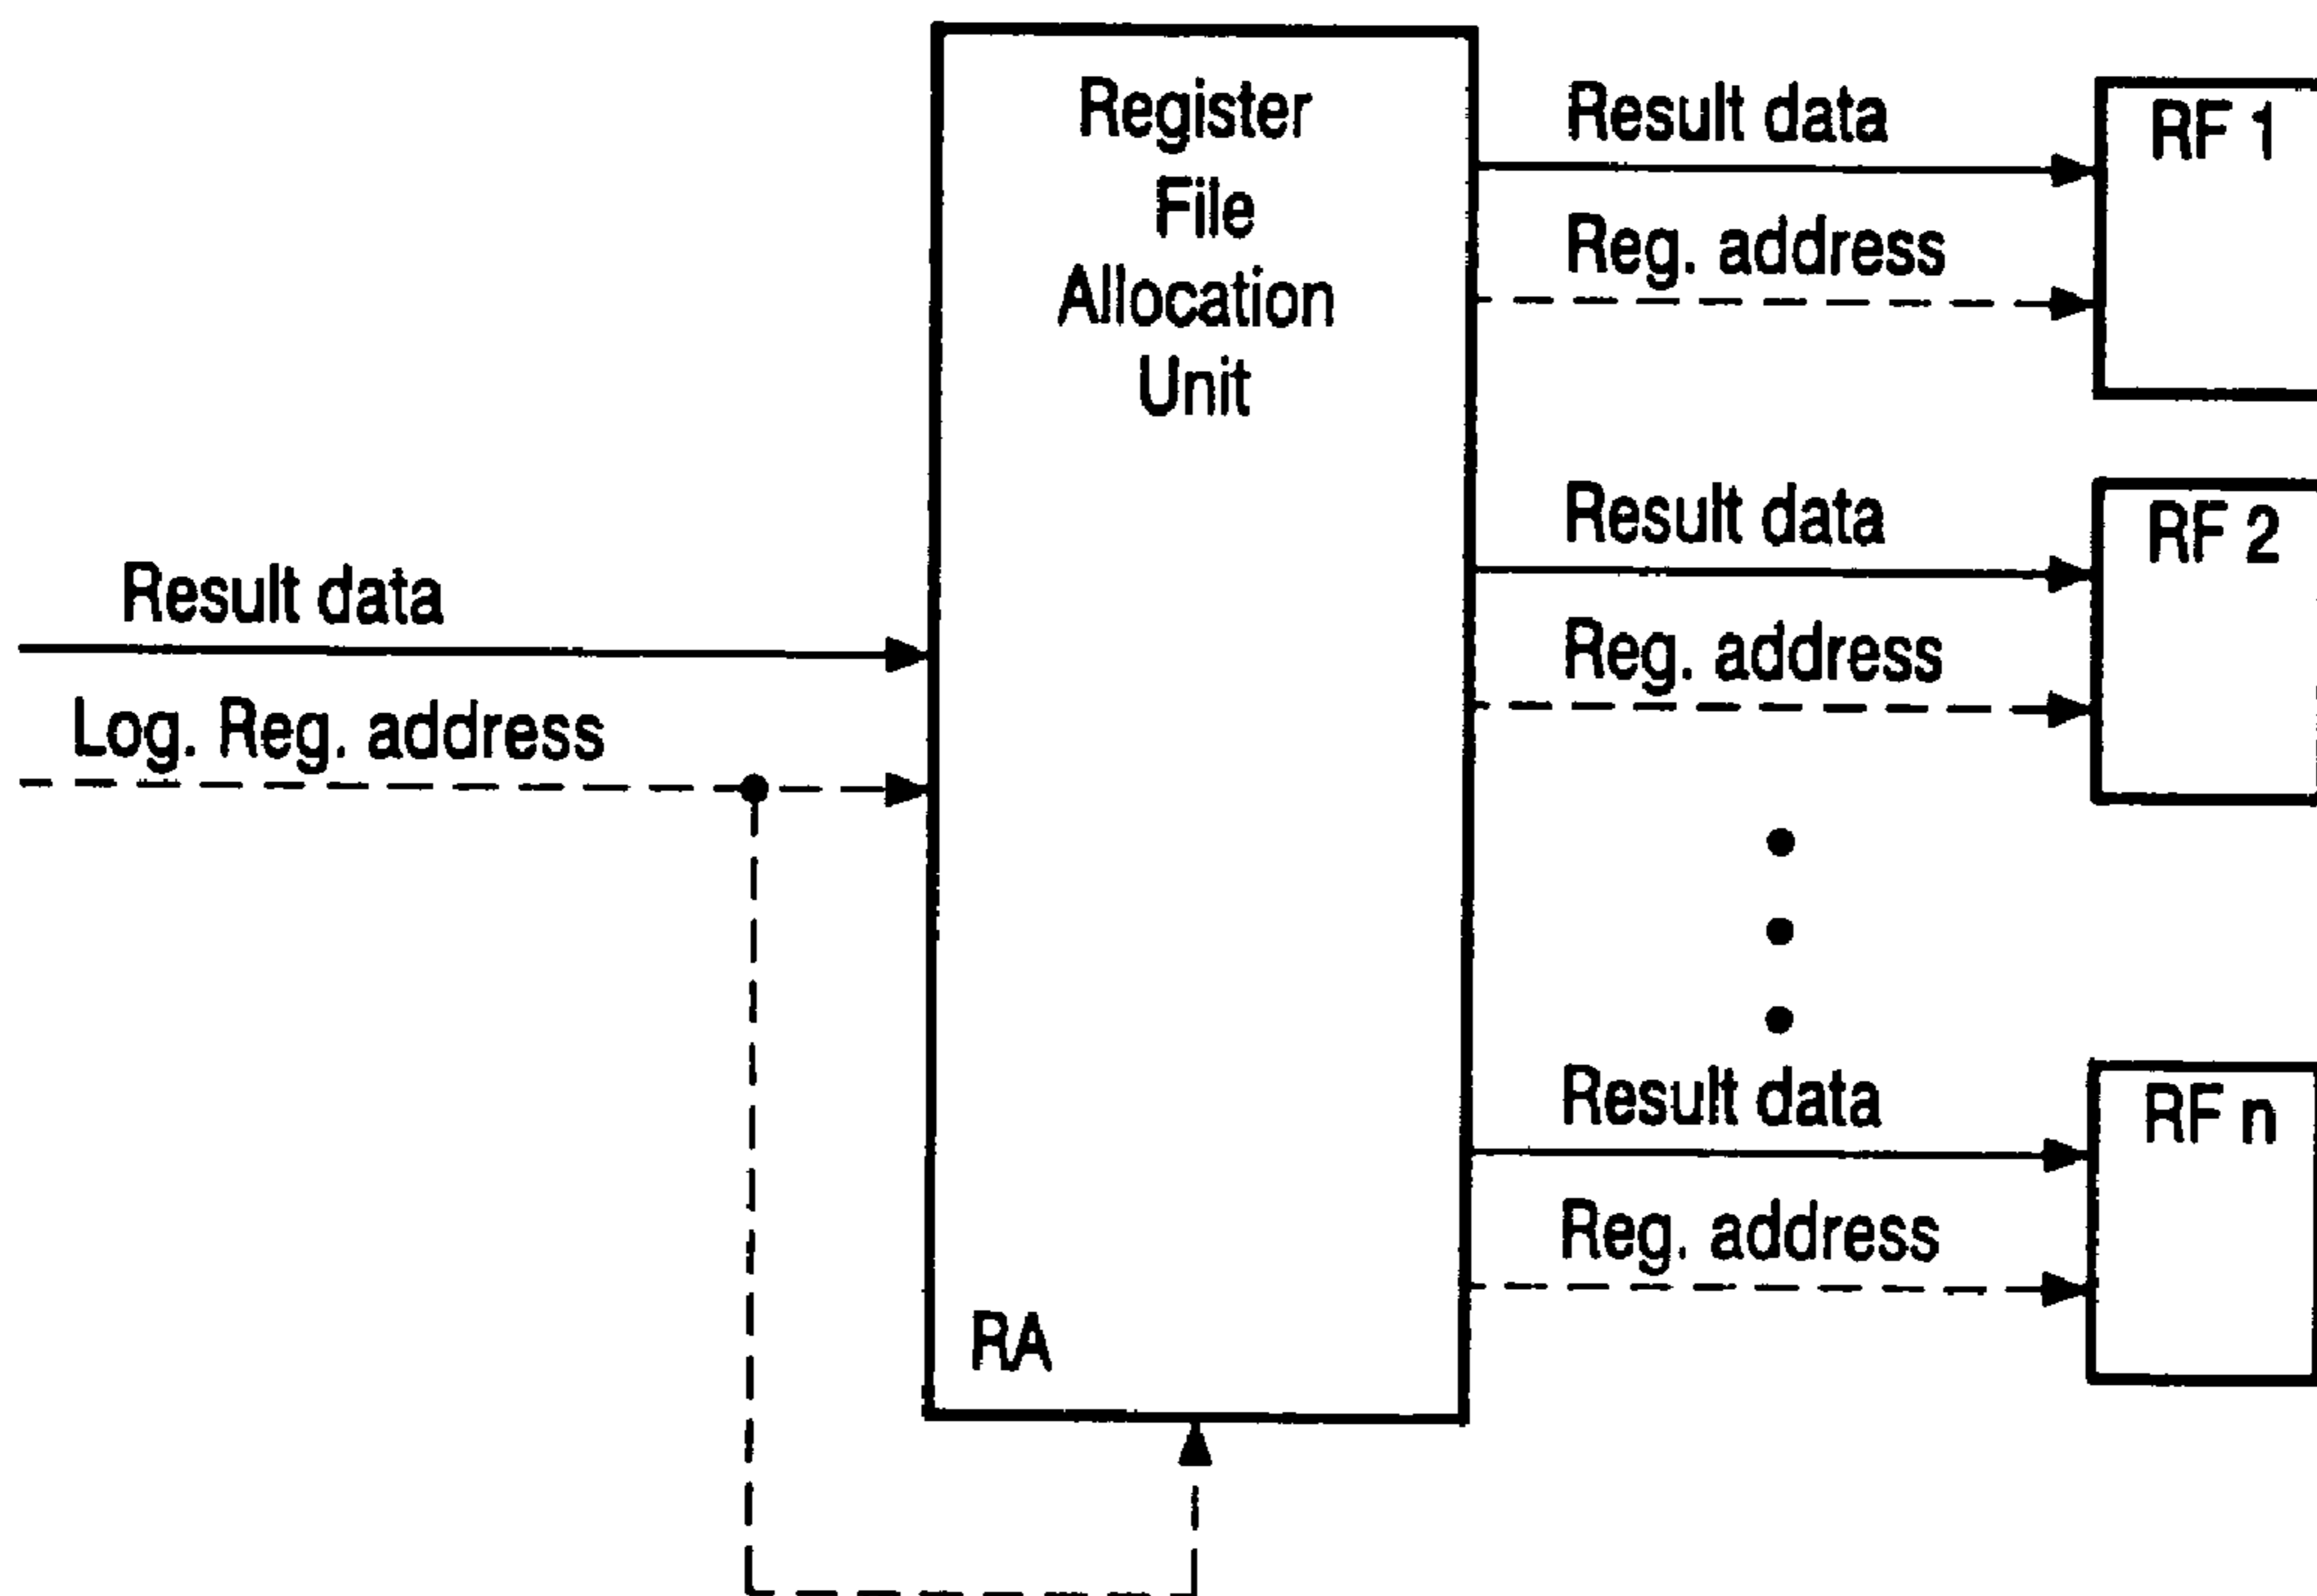 Register
File
Allocation
Unit
Result data
Log. Reg. address
RA
Result data
Reg. address
RF 1
Result data
Reg. address
RF 2
Result data
Reg. address
RF n